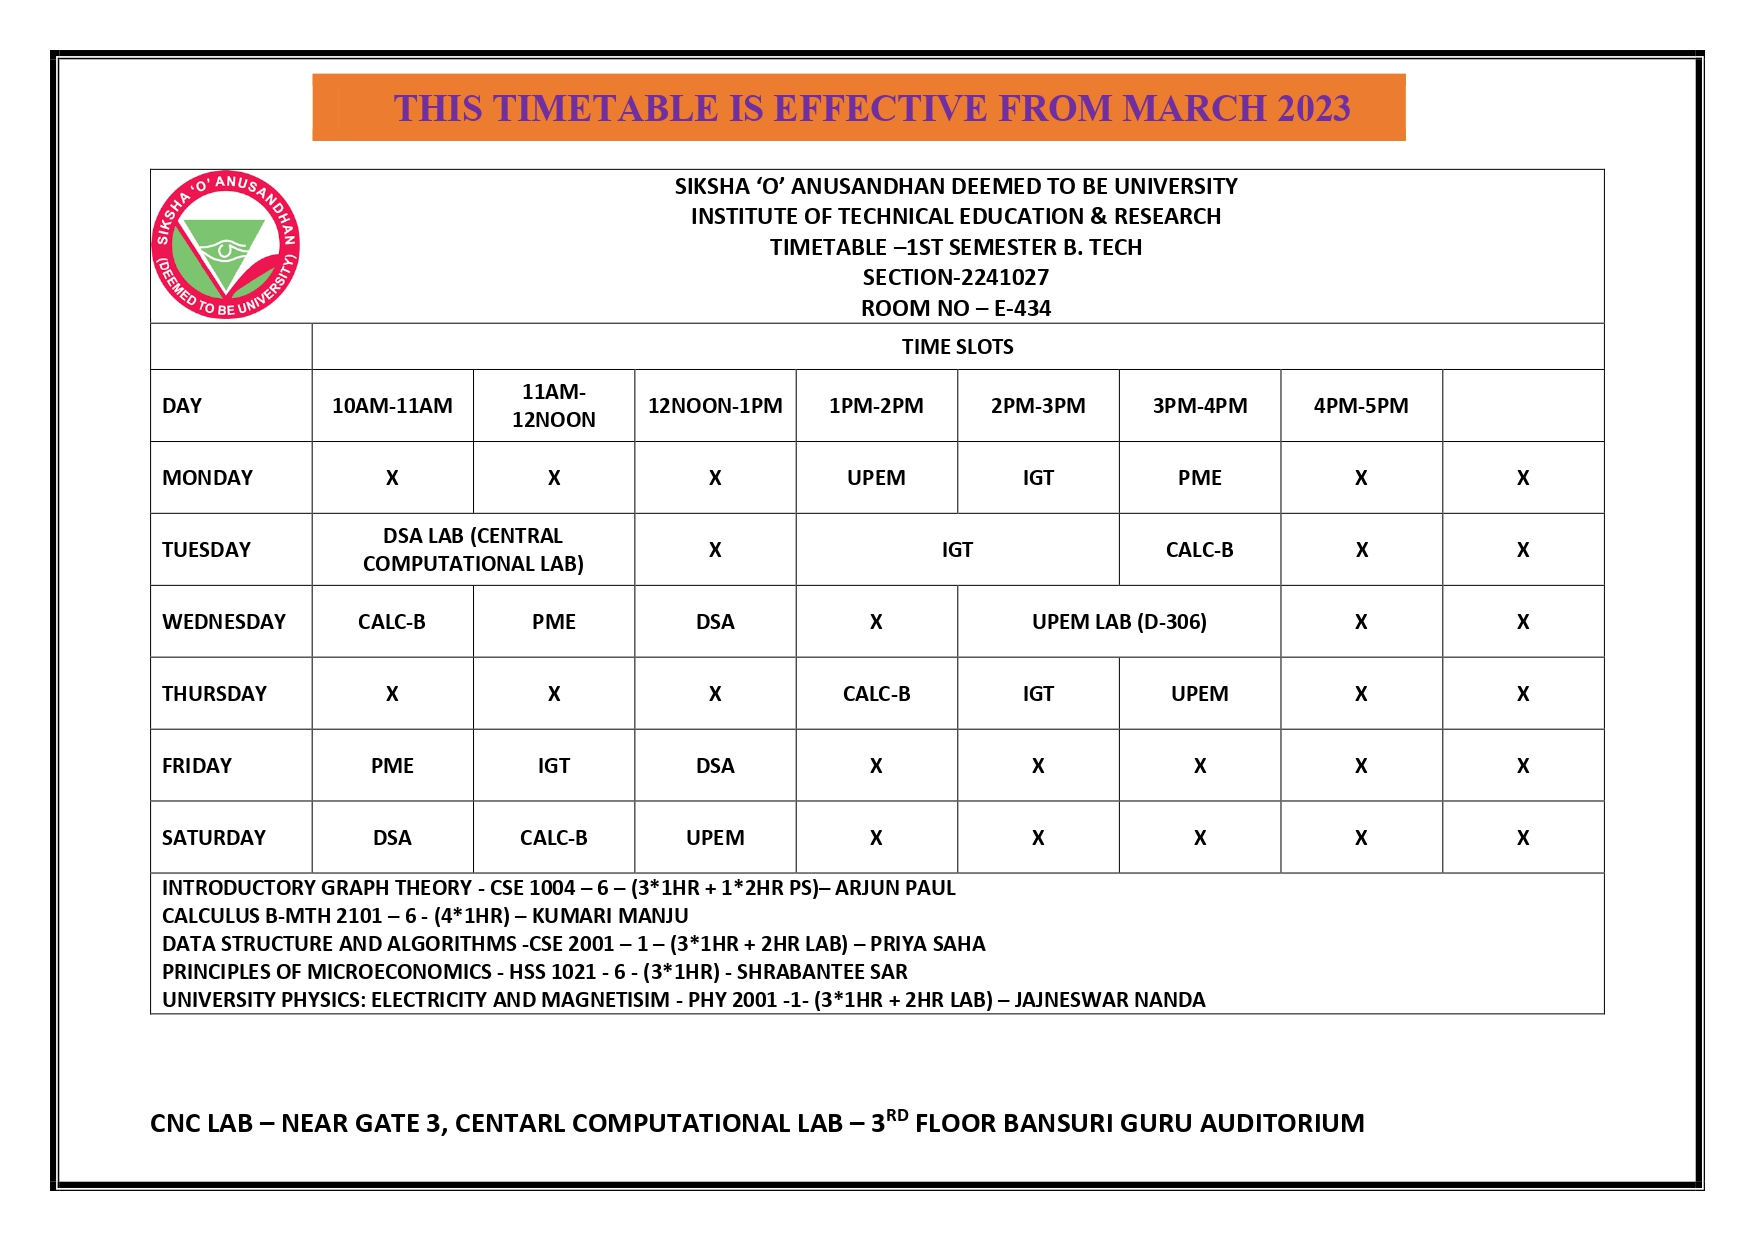 THIS TIMETABLE IS EFFECTIVE FROM MARCH 2023
SIKSHA 'O' ANUSANDHAN
(DEEMED TO BE UNIVERSITY)
SIKSHA ‘O’ ANUSANDHAN DEEMED TO BE UNIVERSITY
INSTITUTE OF TECHNICAL EDUCATION & RESEARCH
TIMETABLE –1ST SEMESTER B. TECH
SECTION-2241027
ROOM NO – E-434
TIME SLOTS
DAY 10AM-11AM 11AM-12NOON 12NOON-1PM 1PM-2PM 2PM-3PM 3PM-4PM 4PM-5PM
MONDAY X X X UPEM IGT PME X X
TUESDAY DSA LAB (CENTRAL COMPUTATIONAL LAB) X IGT CALC-B X X
WEDNESDAY CALC-B PME DSA X UPEM LAB (D-306) X X
THURSDAY X X X CALC-B IGT UPEM X X
FRIDAY PME IGT DSA X X X X X
SATURDAY DSA CALC-B UPEM X X X X X
INTRODUCTORY GRAPH THEORY - CSE 1004 – 6 – (3*1HR + 1*2HR PS)– ARJUN PAUL
CALCULUS B-MTH 2101 – 6 - (4*1HR) – KUMARI MANJU
DATA STRUCTURE AND ALGORITHMS -CSE 2001 – 1 – (3*1HR + 2HR LAB) – PRIYA SAHA
PRINCIPLES OF MICROECONOMICS - HSS 1021 - 6 - (3*1HR) - SHRABANTEE SAR
UNIVERSITY PHYSICS: ELECTRICITY AND MAGNETISIM - PHY 2001 -1- (3*1HR + 2HR LAB) – JAJNESWAR NANDA
CNC LAB – NEAR GATE 3, CENTARL COMPUTATIONAL LAB – 3RD FLOOR BANSURI GURU AUDITORIUM